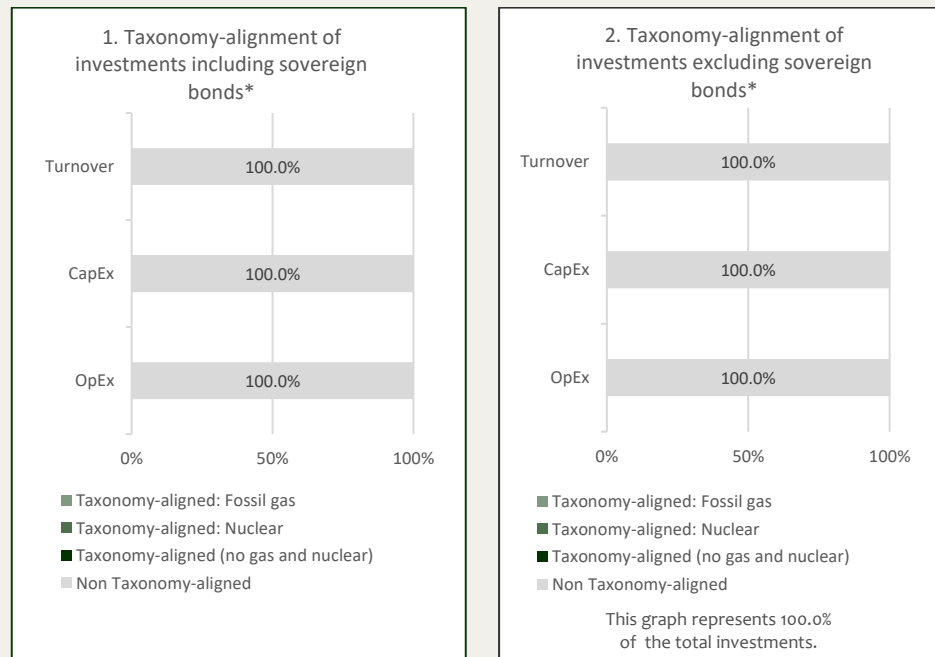 1. Taxonomy-alignment of
investments including sovereign
bonds*
Turnover
100.0%
CapEx
100.0%
OpEx
100.0%
0% 50% 100%
Taxonomy-aligned: Fossil gas
Taxonomy-aligned: Nuclear
Taxonomy-aligned (no gas and nuclear)
Non Taxonomy-aligned
2. Taxonomy-alignment of
investments excluding sovereign
bonds*
Turnover
100.0%
CapEx
100.0%
OpEx
100.0%
0% 50% 100%
Taxonomy-aligned: Fossil gas
Taxonomy-aligned: Nuclear
Taxonomy-aligned (no gas and nuclear)
Non Taxonomy-aligned
This graph represents 100.0%
of the total investments.